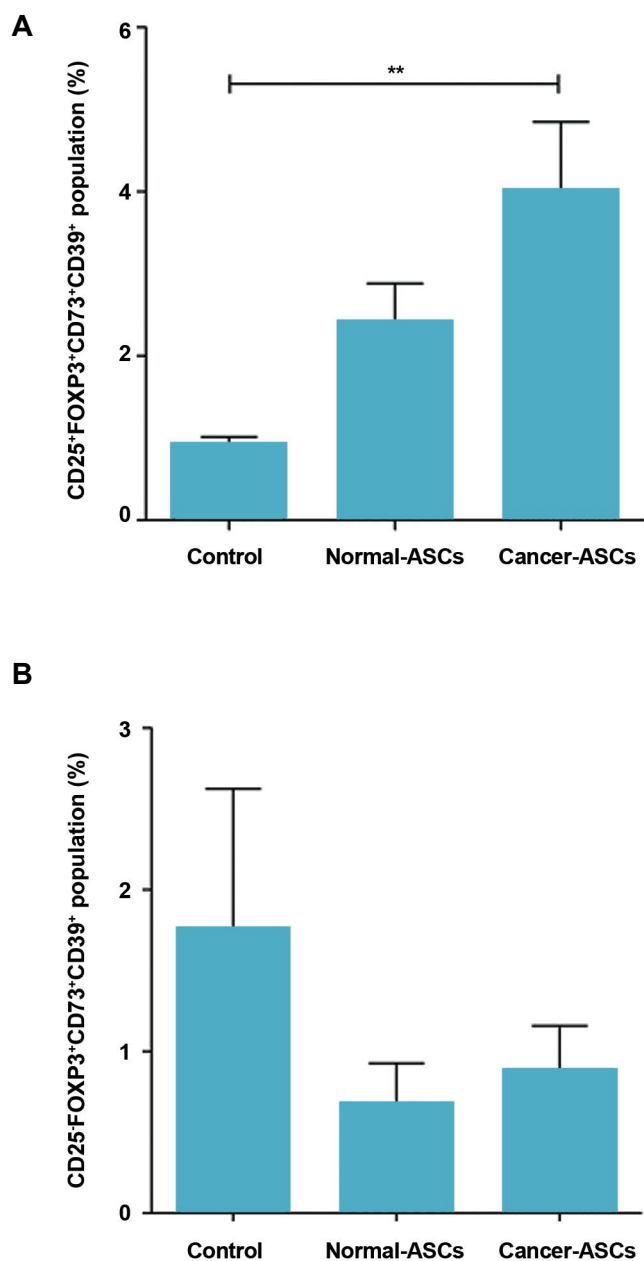 A
CD25⁺FOXP3⁺CD73⁺CD39⁺ population (%)
6
**
4
2
0
Control Normal-ASCs Cancer-ASCs
B
CD25⁻FOXP3⁺CD73⁺CD39⁺ population (%)
3
2
1
0
Control Normal-ASCs Cancer-ASCs